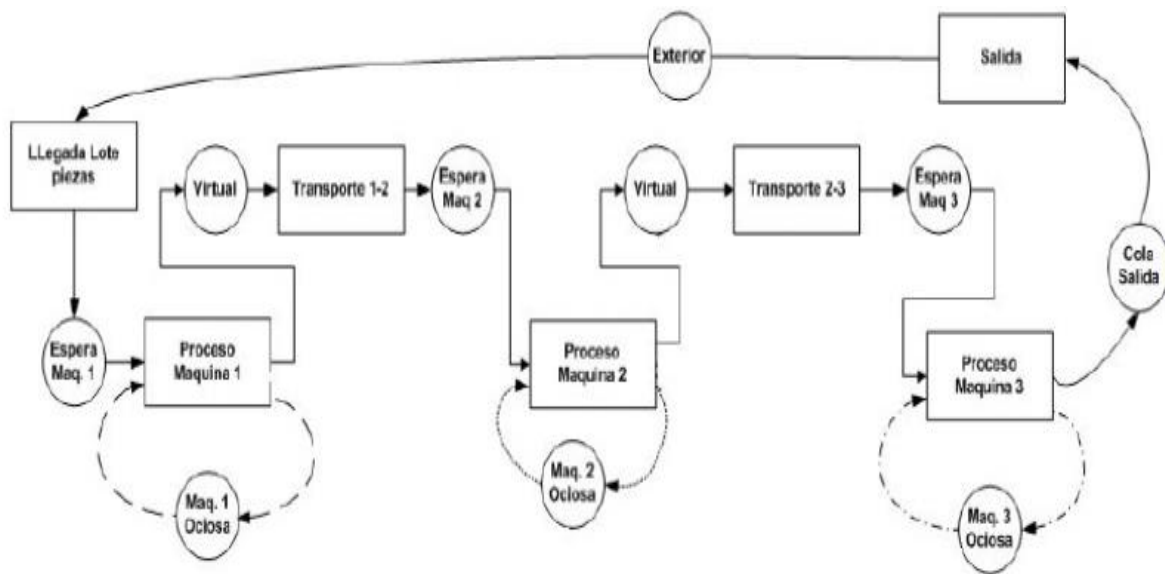 Exterior
Salida
LLegada Lote
piezas
Virtual
Transporte 1-2
Espera
Maq 2
Virtual
Transporte 2-3
Espera
Maq 3
Cola
Salida
Espera
Maq. 1
Proceso
Maquina 1
Proceso
Maquina 2
Proceso
Maquina 3
Maq. 1
Ociosa
Maq. 2
Ociosa
Maq. 3
Ociosa